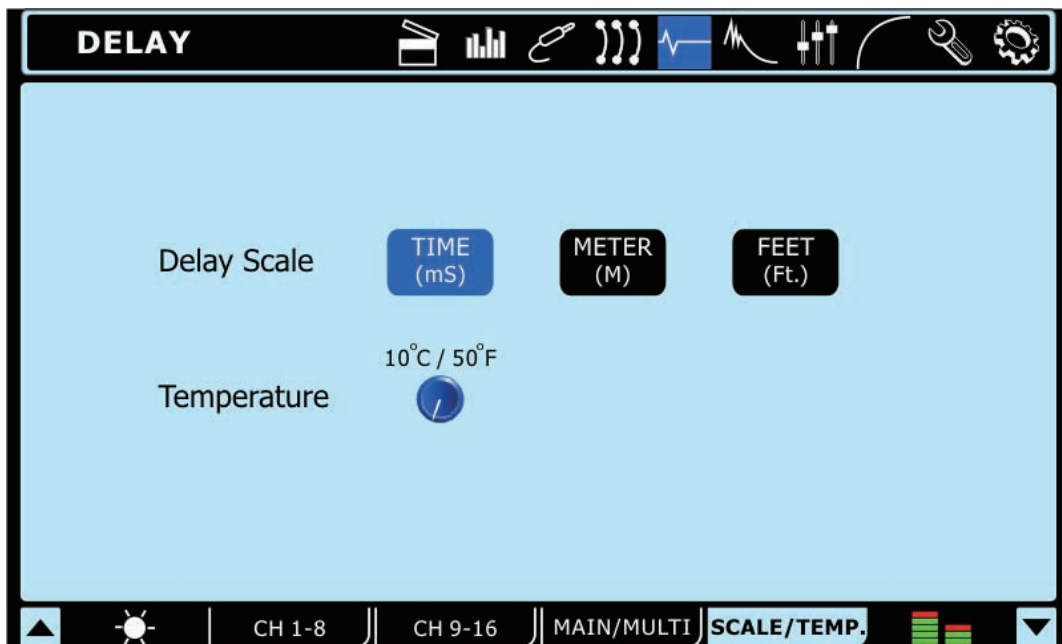 DELAY
Delay Scale
TIME
(mS)
METER
(M)
FEET
(Ft.)
10°C / 50°F
Temperature
CH 1-8
CH 9-16
MAIN/MULTI
SCALE/TEMP.